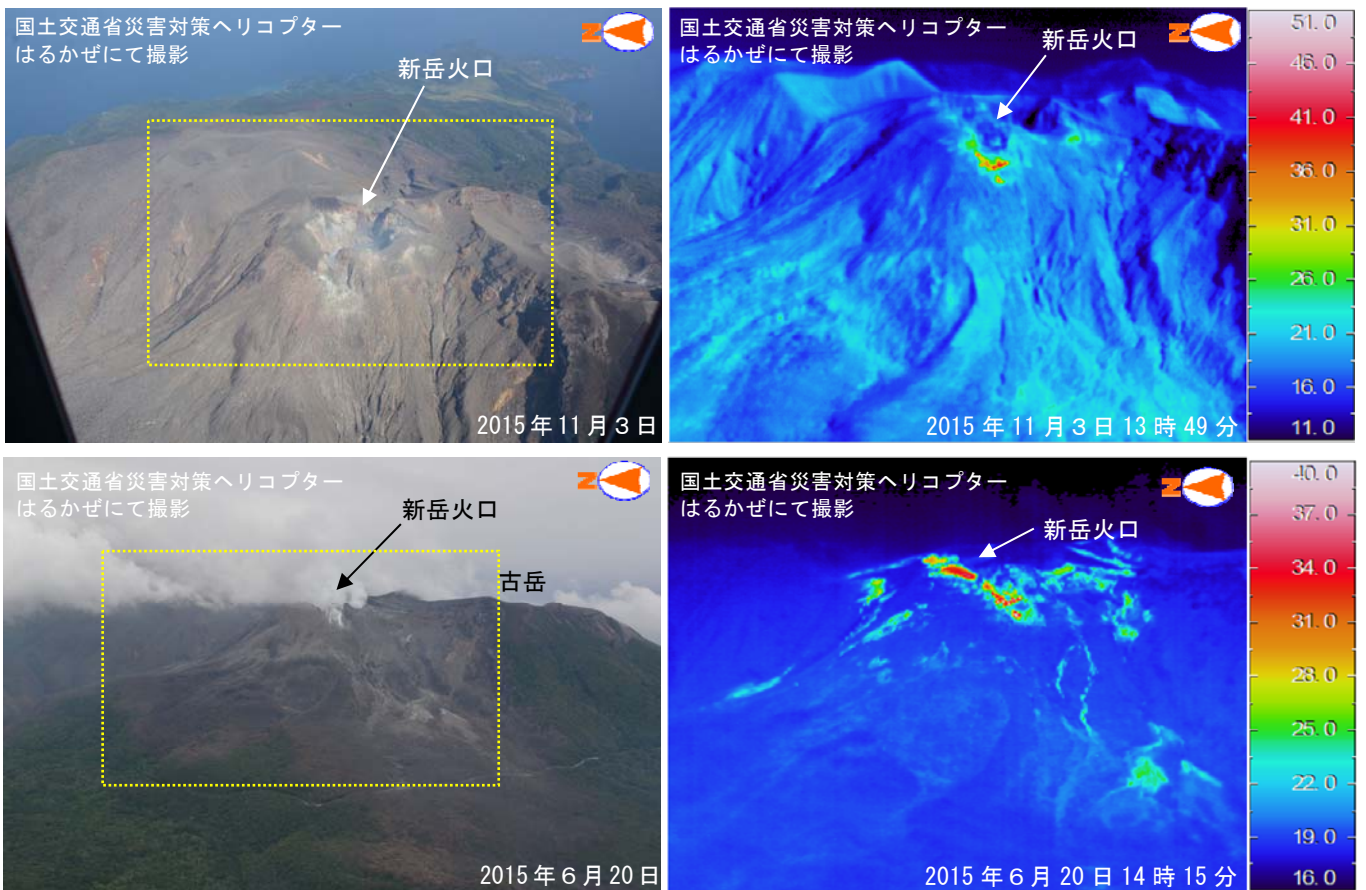 国土交通省災害対策ヘリコプター
はるかぜにて撮影
N
新岳火口
2015年11月3日
国土交通省災害対策ヘリコプター
はるかぜにて撮影
N
新岳火口
2015年11月3日13時49分
51.0
46.0
41.0
36.0
31.0
26.0
21.0
16.0
11.0
国土交通省災害対策ヘリコプター
はるかぜにて撮影
N
新岳火口
古岳
2015年6月20日
国土交通省災害対策ヘリコプター
はるかぜにて撮影
N
新岳火口
2015年6月20日14時15分
40.0
37.0
34.0
31.0
28.0
25.0
22.0
19.0
16.0